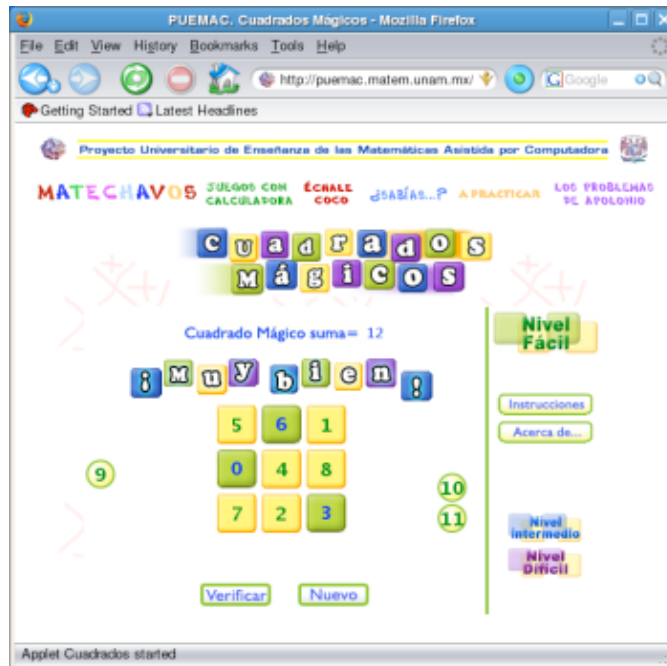 PUEMAC. Cuadrados Mágicos - Mozilla Firefox
File Edit View History Bookmarks Tools Help
http://puemac.matem.unam.mx/ Google
Getting Started Latest Headlines
Proyecto Universitario de Enseñanza de las Matemáticas Asistida por Computadora
MATECHAVOS JUEGOS CON CALCULADORA ÉCHALE COCO ¿SABÍAS...? A PRACTICAR LOS PROBLEMAS DE APOLONIO
Cuadrados
Mágicos
Cuadrado Mágico suma= 12
Nivel
Fácil
¡Muy bien!
Instrucciones
Acerca de...
5 6 1
9 0 4 8
10
7 2 3 11
Nivel
intermedio
Nivel
Difícil
Verificar Nuevo
Applet Cuadrados started